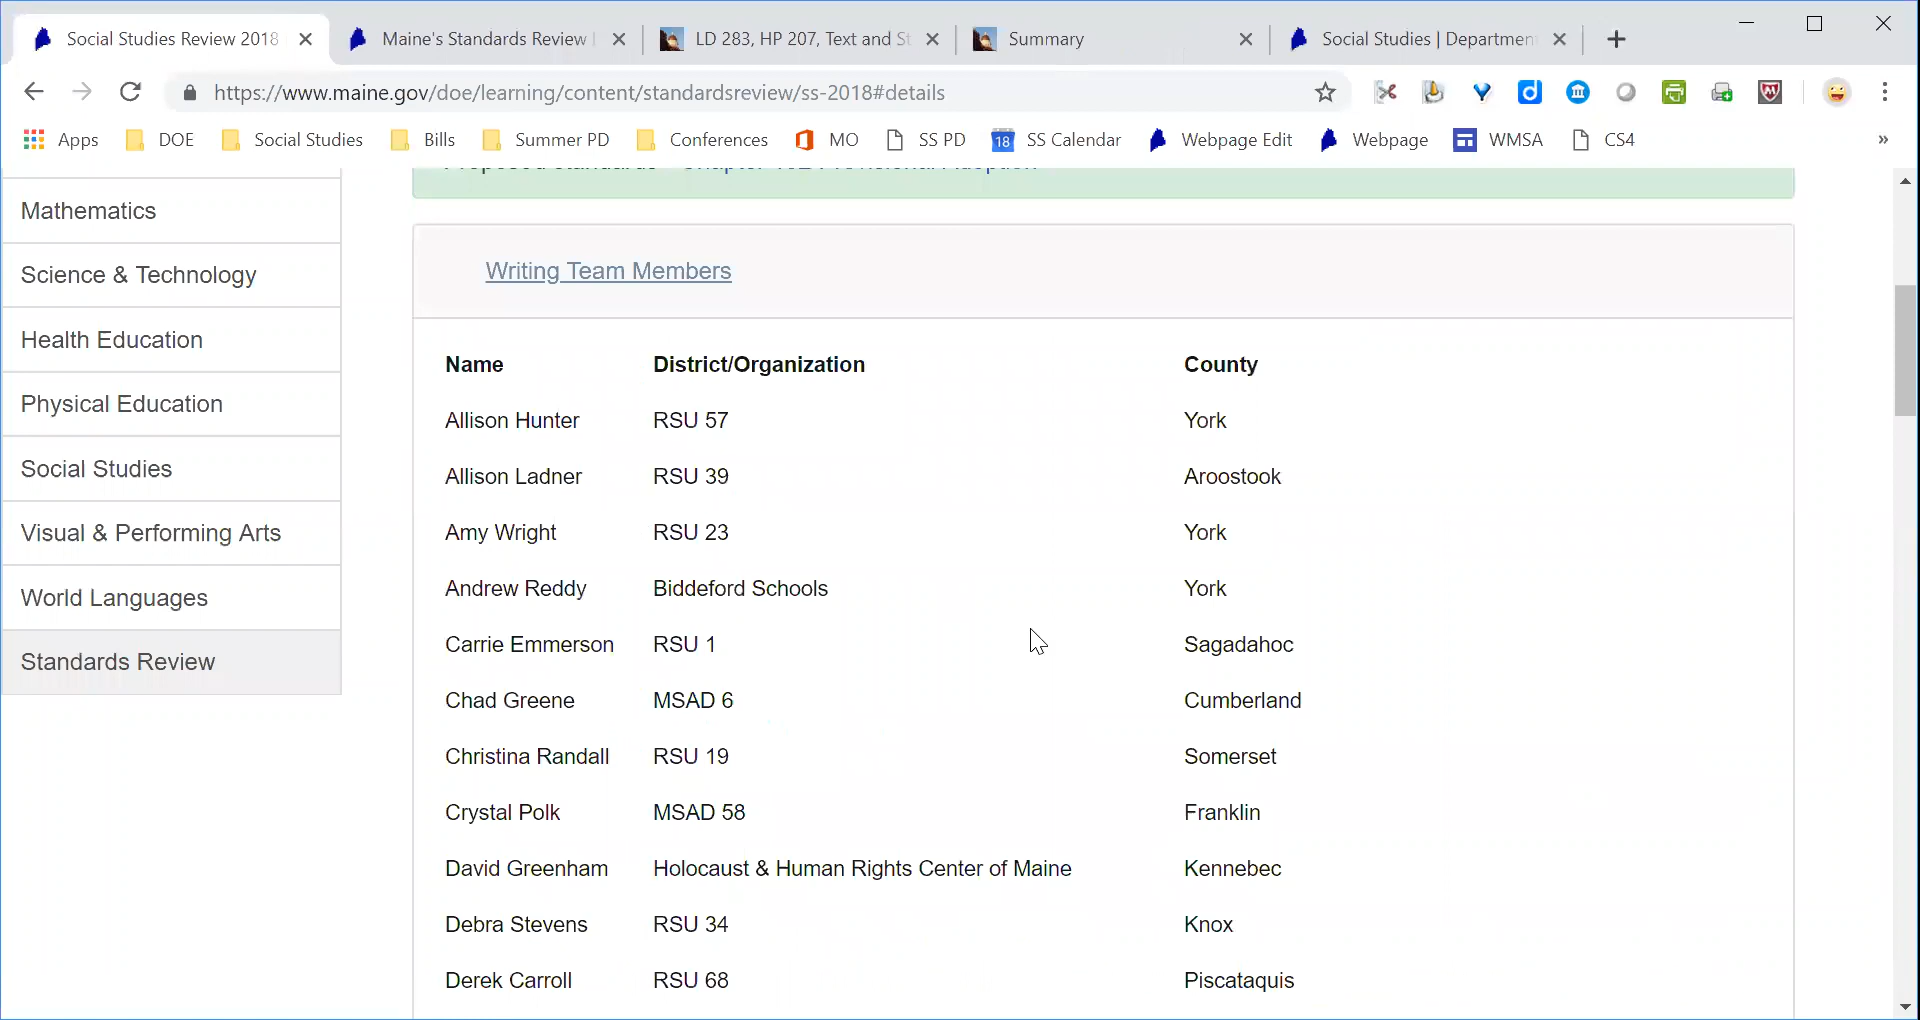 Social Studies Review 2018
Maine's Standards Review
LD 283, HP 207, Text and St
Summary
Social Studies | Departmen
https://www.maine.gov/doe/learning/content/standardsreview/ss-2018#details
Apps DOE Social Studies Bills Summer PD Conferences MO SS PD 18 SS Calendar Webpage Edit Webpage WMSA CS4 »
Mathematics
Science & Technology
Health Education
Physical Education
Social Studies
Visual & Performing Arts
World Languages
Standards Review
Writing Team Members
Name District/Organization County
Allison Hunter RSU 57 York
Allison Ladner RSU 39 Aroostook
Amy Wright RSU 23 York
Andrew Reddy Biddeford Schools York
Carrie Emmerson RSU 1 Sagadahoc
Chad Greene MSAD 6 Cumberland
Christina Randall RSU 19 Somerset
Crystal Polk MSAD 58 Franklin
David Greenham Holocaust & Human Rights Center of Maine Kennebec
Debra Stevens RSU 34 Knox
Derek Carroll RSU 68 Piscataquis